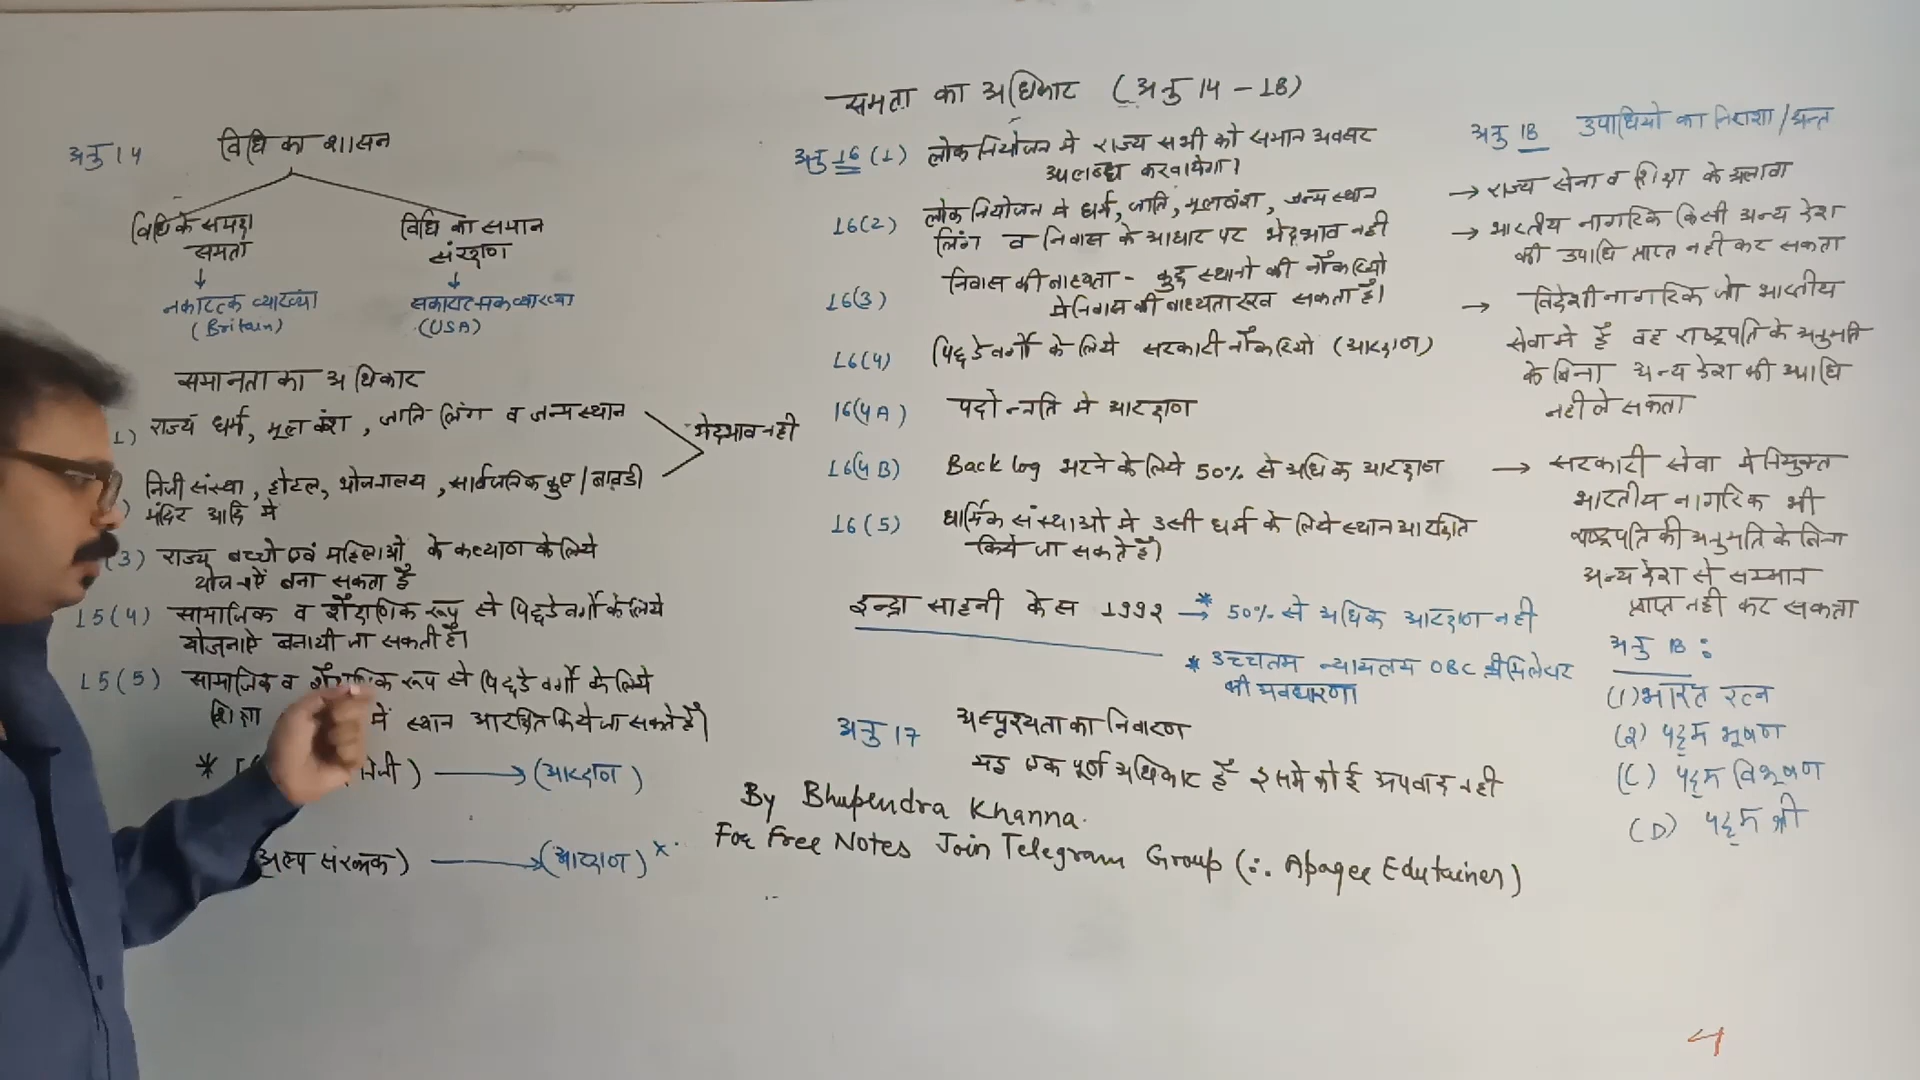 समता का अधिकार (अनु 14 - 18)
अनु 14 विधि का शासन
विधि के समक्ष
समता
विधि का समान
संरक्षण
व्याख्या
(Britain)
सकारात्मक व्याख्या
(USA)
समानता का अधिकार
1) राज्य धर्म, मूल वंश, जाति लिंग व जन्म स्थान
भेदभाव नही
निजी संस्था, होटल, भोजनालय, सार्वजनिक कुए/बावडी
) मंदिर आदि मे
(3) राज्य बच्चो एवं महिलाओ के कल्याण के लिये
योजनाऐं बना सकता है
15(4) सामाजिक व शैक्षणिक रूप से पिछडे वर्गो के लिये
योजनाऐ बनायी जा सकती है।
15(5) सामाजिक व रूप से पिछडे वर्गो के लिये
शिक्षा में स्थान आरक्षित किये जा सकते है।
* ) → (आरक्षण)
) → (आरक्षण) ×
अनु 16 (1) लोक नियोजन मे राज्य सभी को समान अवसर
उपलब्ध करवायेगा।
16(2) लोक नियोजन मे धर्म, जाति, मूलवंश, जन्म स्थान
लिंग व निवास के आधार पर भेदभाव नही
16(3) निवास की बाध्यता - कुछ स्थानो की नौकरियो
मे निवास की बाध्यता रख सकता है।
16(4) पिछडे वर्गो के लिये सरकारी नौकरियो (आरक्षण)
16(4A) पदोन्नति मे आरक्षण
16(4B) Back log भरने के लिये 50% से अधिक आरक्षण
16(5) धार्मिक संस्थाओ मे उसी धर्म के लिये स्थान आरक्षित
किये जा सकते है।
इन्द्रा साहनी केस 1992 → * 50% से अधिक आरक्षण नही
* उच्चतम न्यायलय OBC क्रीमिलेयर
की अवधारणा
अनु 17 अस्पृश्यता का निवारण
यह एक पूर्ण अधिकार है इसमे कोई अपवाद नही
By Bhupendra Khanna.
For Free Notes Join Telegram Group (:. Apogee Edutainer)
अनु 18 उपाधियो का /अन्त
→ राज्य सेना व शिक्षा के अलावा
→ भारतीय नागरिक किसी अन्य देश
की उपाधि प्राप्त नही कर सकता
→ विदेशी नागरिक जो भारतीय
सेवा मे है वह राष्ट्रपति के अनुमति
के बिना अन्य देश की उपाधि
नही ले सकता
→ सरकारी सेवा मे नियुक्त
भारतीय नागरिक भी
राष्ट्रपति की अनुमति के बिना
अन्य देश से सम्मान
प्राप्त नही कर सकता
अनु 18 :
(1) भारत रत्न
(2) पद्म भूषण
(C) पद्म विभूषण
(D) पद्म श्री
4